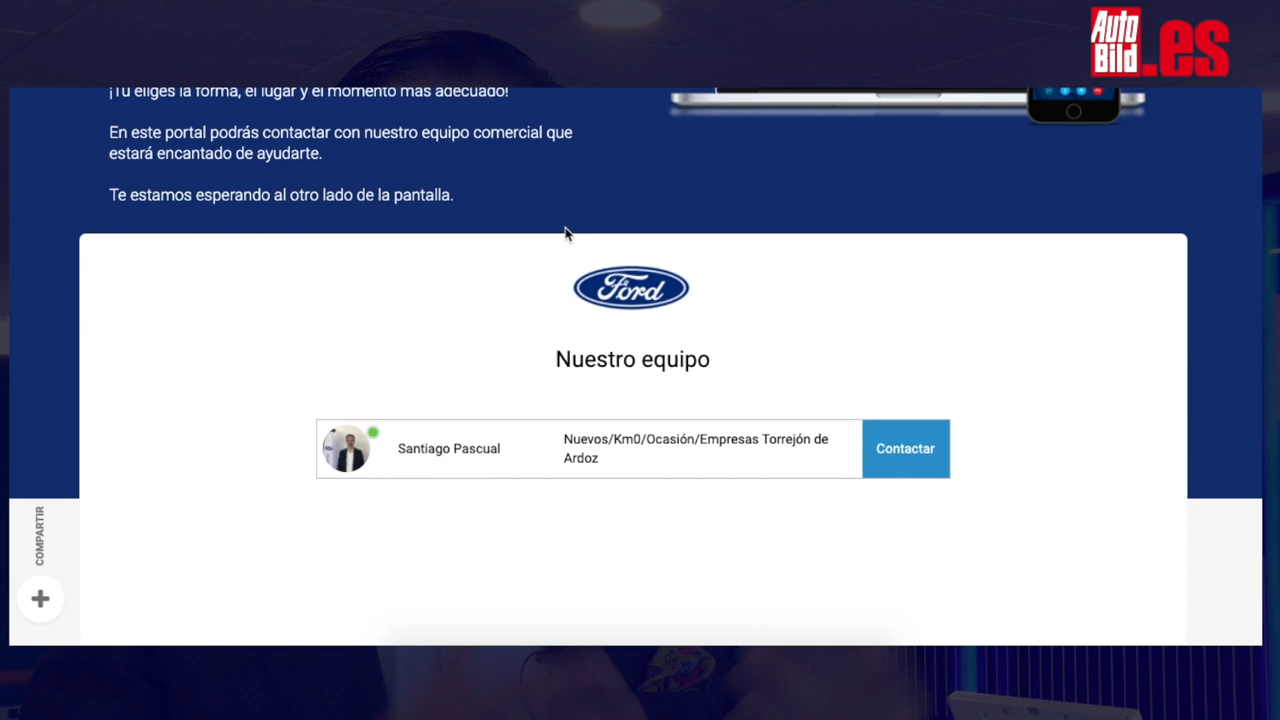 Auto
Bild
.es
¡Tú eliges la forma, el lugar y el momento más adecuado!
En este portal podrás contactar con nuestro equipo comercial que
estará encantado de ayudarte.
Te estamos esperando al otro lado de la pantalla.
Ford
Nuestro equipo
Santiago Pascual
Nuevos/Km0/Ocasión/Empresas Torrejón de
Ardoz
Contactar
COMPARTIR